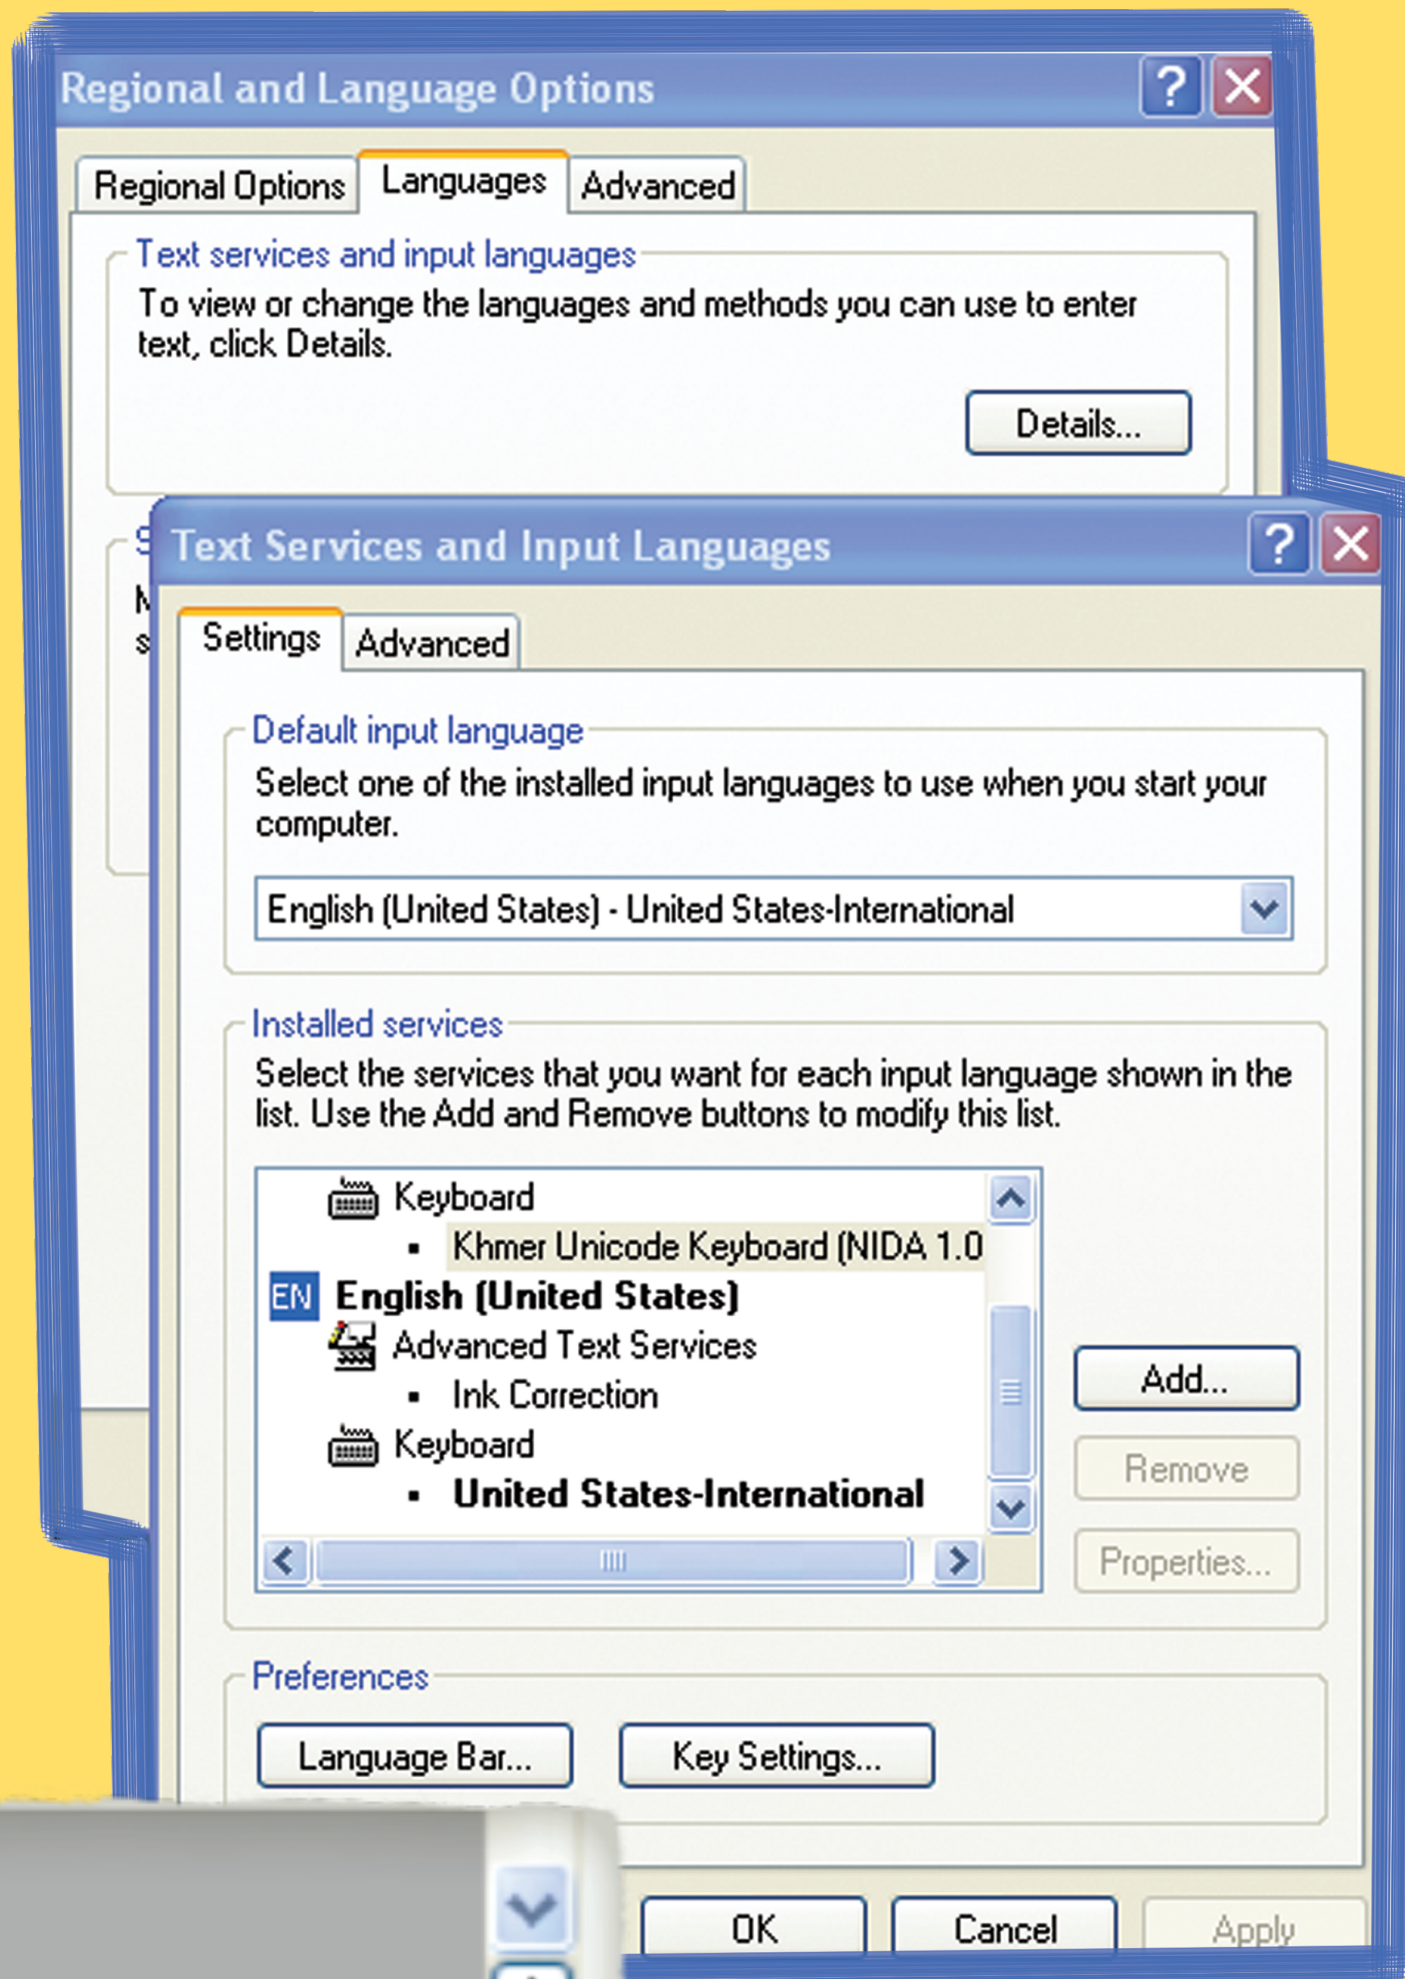 Regional and Language Options
Regional Options Languages Advanced
Text services and input languages
To view or change the languages and methods you can use to enter
text, click Details.
Details...
Text Services and Input Languages
Settings Advanced
Default input language
Select one of the installed input languages to use when you start your
computer.
English (United States) - United States-International
Installed services
Select the services that you want for each input language shown in the
list. Use the Add and Remove buttons to modify this list.
Keyboard
Khmer Unicode Keyboard (NIDA 1.0
EN English (United States)
Advanced Text Services
Ink Correction
Keyboard
United States-International
Add...
Remove
Properties...
Preferences
Language Bar... Key Settings...
OK Cancel Apply